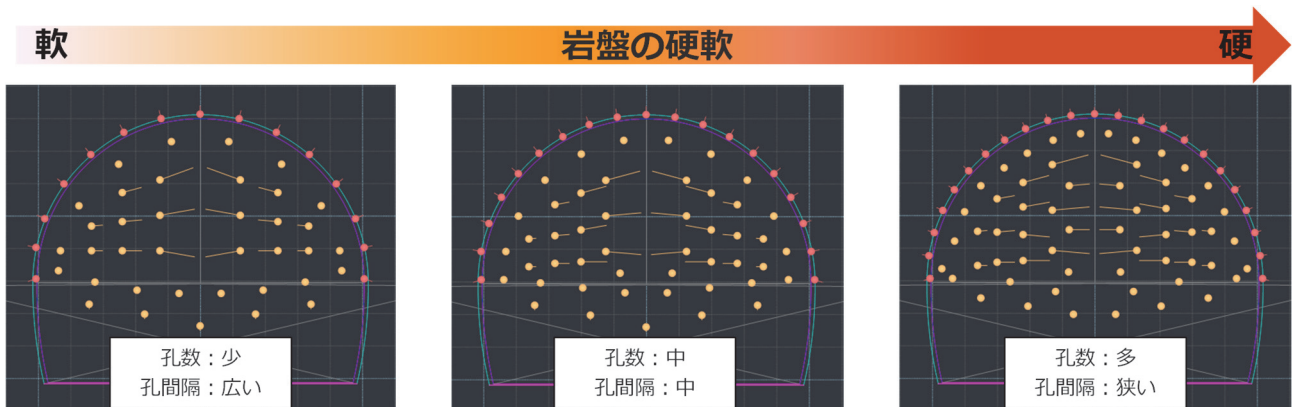 軟 岩盤の硬軟 硬
孔数：少
孔間隔：広い
孔数：中
孔間隔：中
孔数：多
孔間隔：狭い